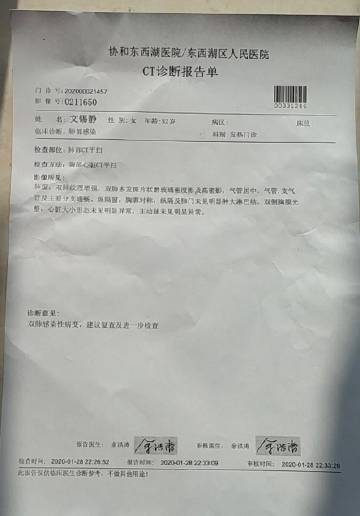 协和东西湖医院/东西湖区人民医院
CT诊断报告单
门诊号:202000021457
影像号:0211650
00331246
姓名:文锡静 性别:女 年龄:32岁 病区: 床位
临床诊断:肺部感染 科别:发热门诊
检查部位:肺部CT平扫
检查方法:胸部心脏CT平扫
影像所见:
肺窗:双肺纹理增强,双肺多发斑片状磨玻璃密度影及高密影,气管居中,气管、支气
管及主要分支通畅。纵隔窗:胸廓对称,纵隔及肺门未见明显肿大淋巴结,双侧胸膜光
整;心脏大小形态未见明显异常,主动脉未见明显异常。
诊断意见:
双肺感染性病变,建议复查及进一步检查
报告医生:余洪涛 审核医师:余洪涛
检查时间:2020-01-28 22:26:52 报告时间:2020-01-28 22:33:09 审核时间:2020-01-28 22:33:29
此报告仅供临床医生诊断参考,不做其他用途!